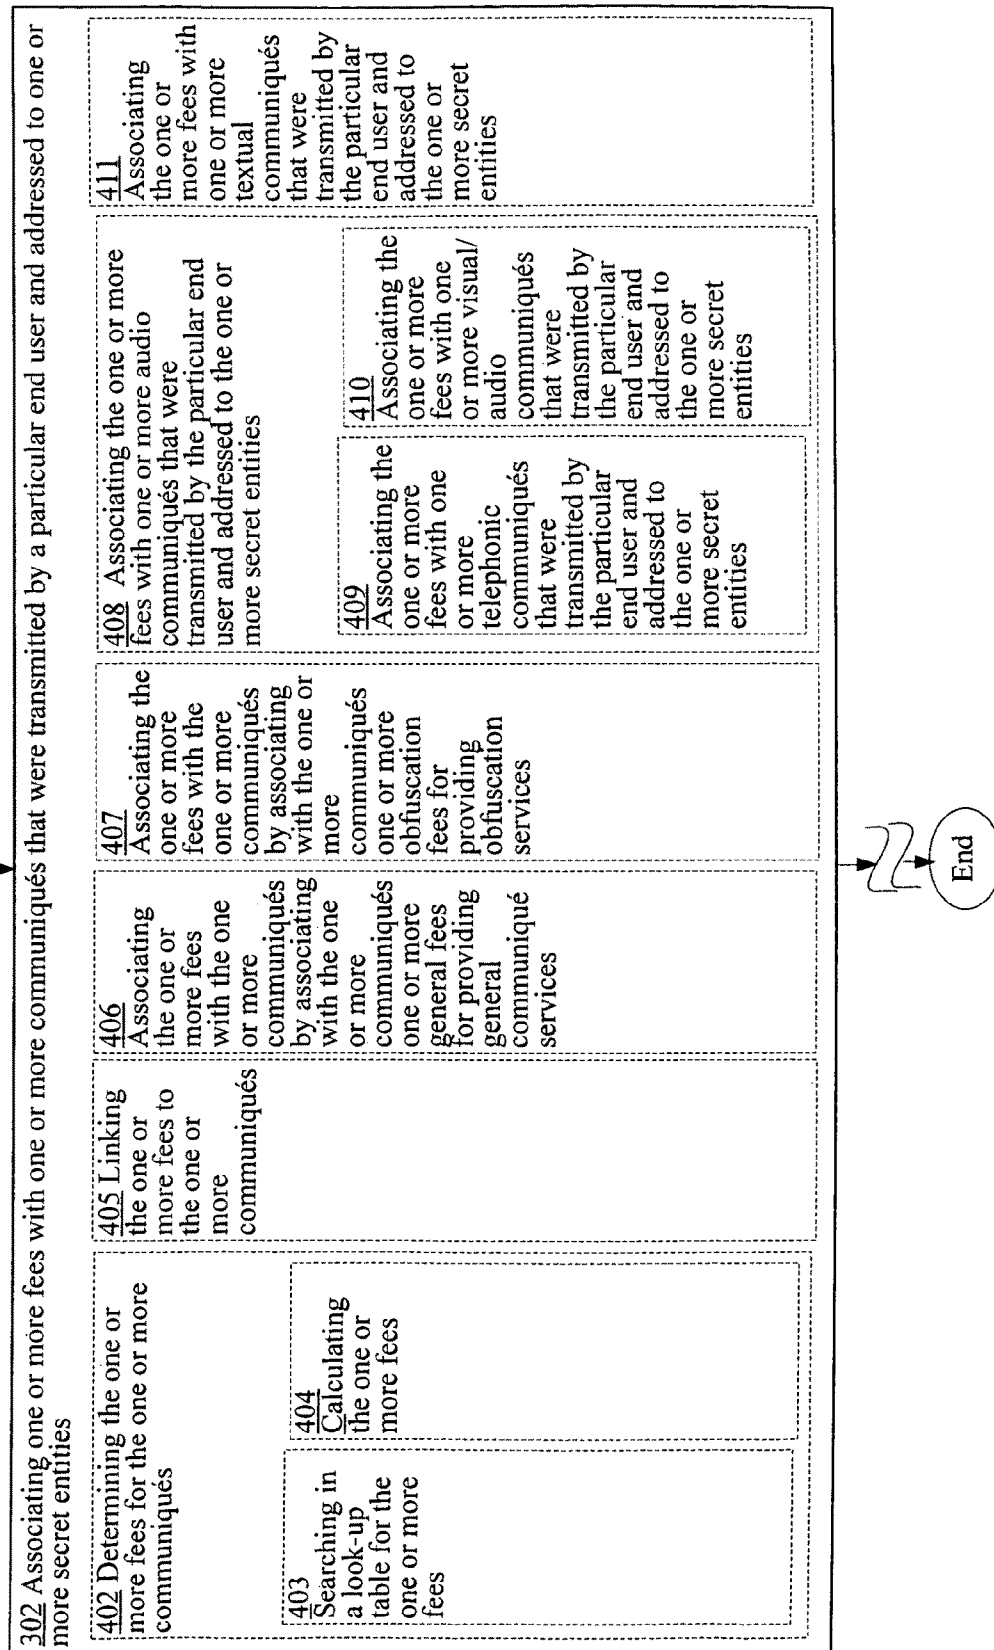 302 Associating one or more fees with one or more communiqués that were transmitted by a particular end user and addressed to one or
more secret entities
402 Determining the one or
more fees for the one or more
communiqués
403
Searching in
a look-up
table for the
one or more
fees
404
Calculating
the one or
more fees
405 Linking
the one or
more fees to
the one or
more
communiqués
406
Associating
the one or
more fees
with the one
or more
communiqués
by associating
with the one
or more
communiqués
one or more
general fees
for providing
general
communiqué
services
407
Associating the
one or more
fees with the
one or more
communiqués
by associating
with the one or
more
communiqués
one or more
obfuscation
fees for
providing
obfuscation
services
408 Associating the one or more
fees with one or more audio
communiqués that were
transmitted by the particular end
user and addressed to the one or
more secret entities
409
Associating the
one or more
fees with one
or more
telephonic
communiqués
that were
transmitted by
the particular
end user and
addressed to
the one or
more secret
entities
410
Associating the
one or more
fees with one
or more visual/
audio
communiqués
that were
transmitted by
the particular
end user and
addressed to
the one or
more secret
entities
411
Associating
the one or
more fees with
one or more
textual
communiqués
that were
transmitted by
the particular
end user and
addressed to
the one or
more secret
entities
End